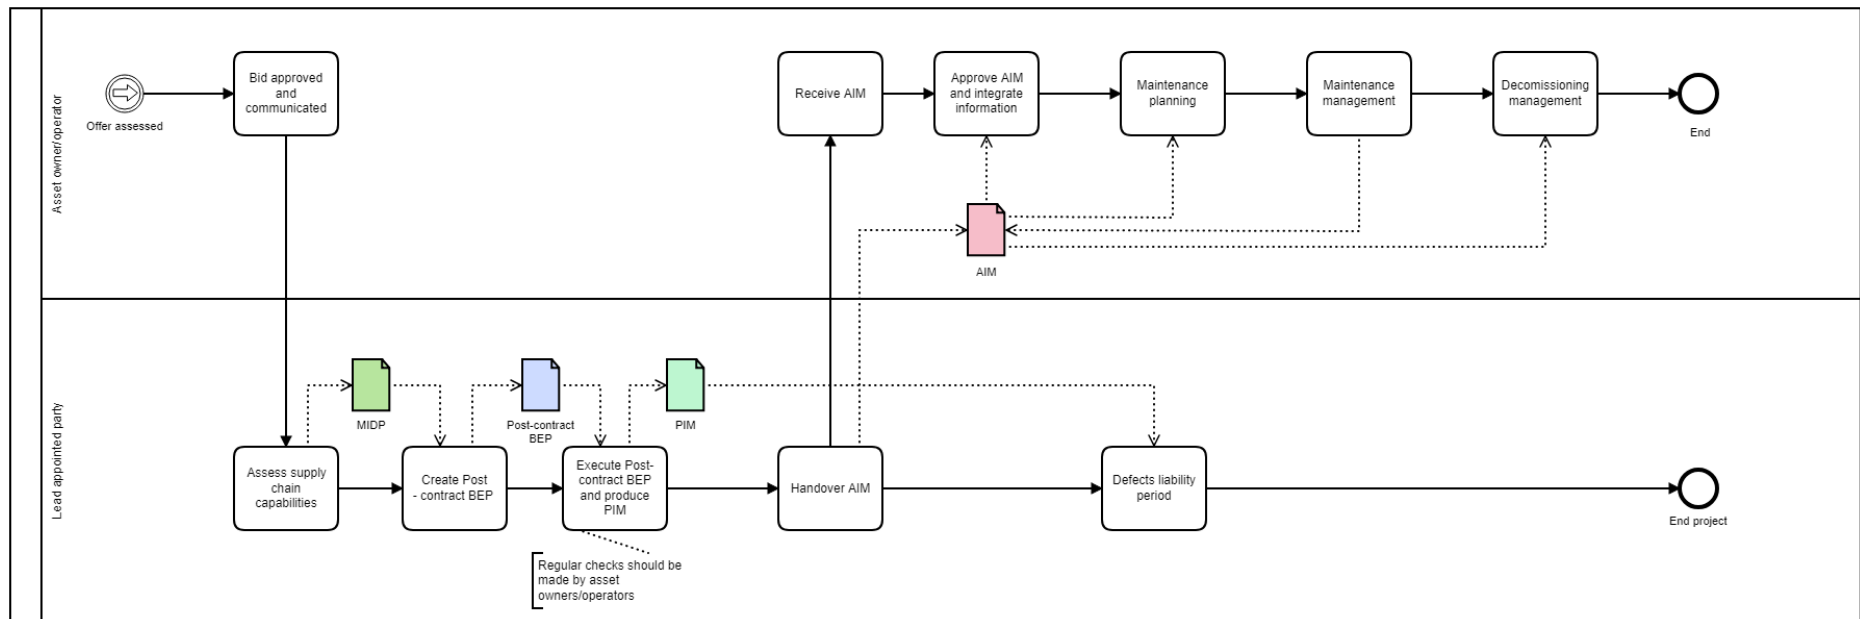 Asset owner/operator
Offer assessed
Bid approved
and
communicated
Receive AIM
Approve AIM
and integrate
information
Maintenance
planning
Maintenance
management
Decomissioning
management
End
AIM
Lead appointed party
MIDP
Post-contract
BEP
PIM
Assess supply
chain
capabilities
Create Post
- contract BEP
Execute Post-
contract BEP
and produce
PIM
Handover AIM
Defects liability
period
End project
Regular checks should be
made by asset
owners/operators